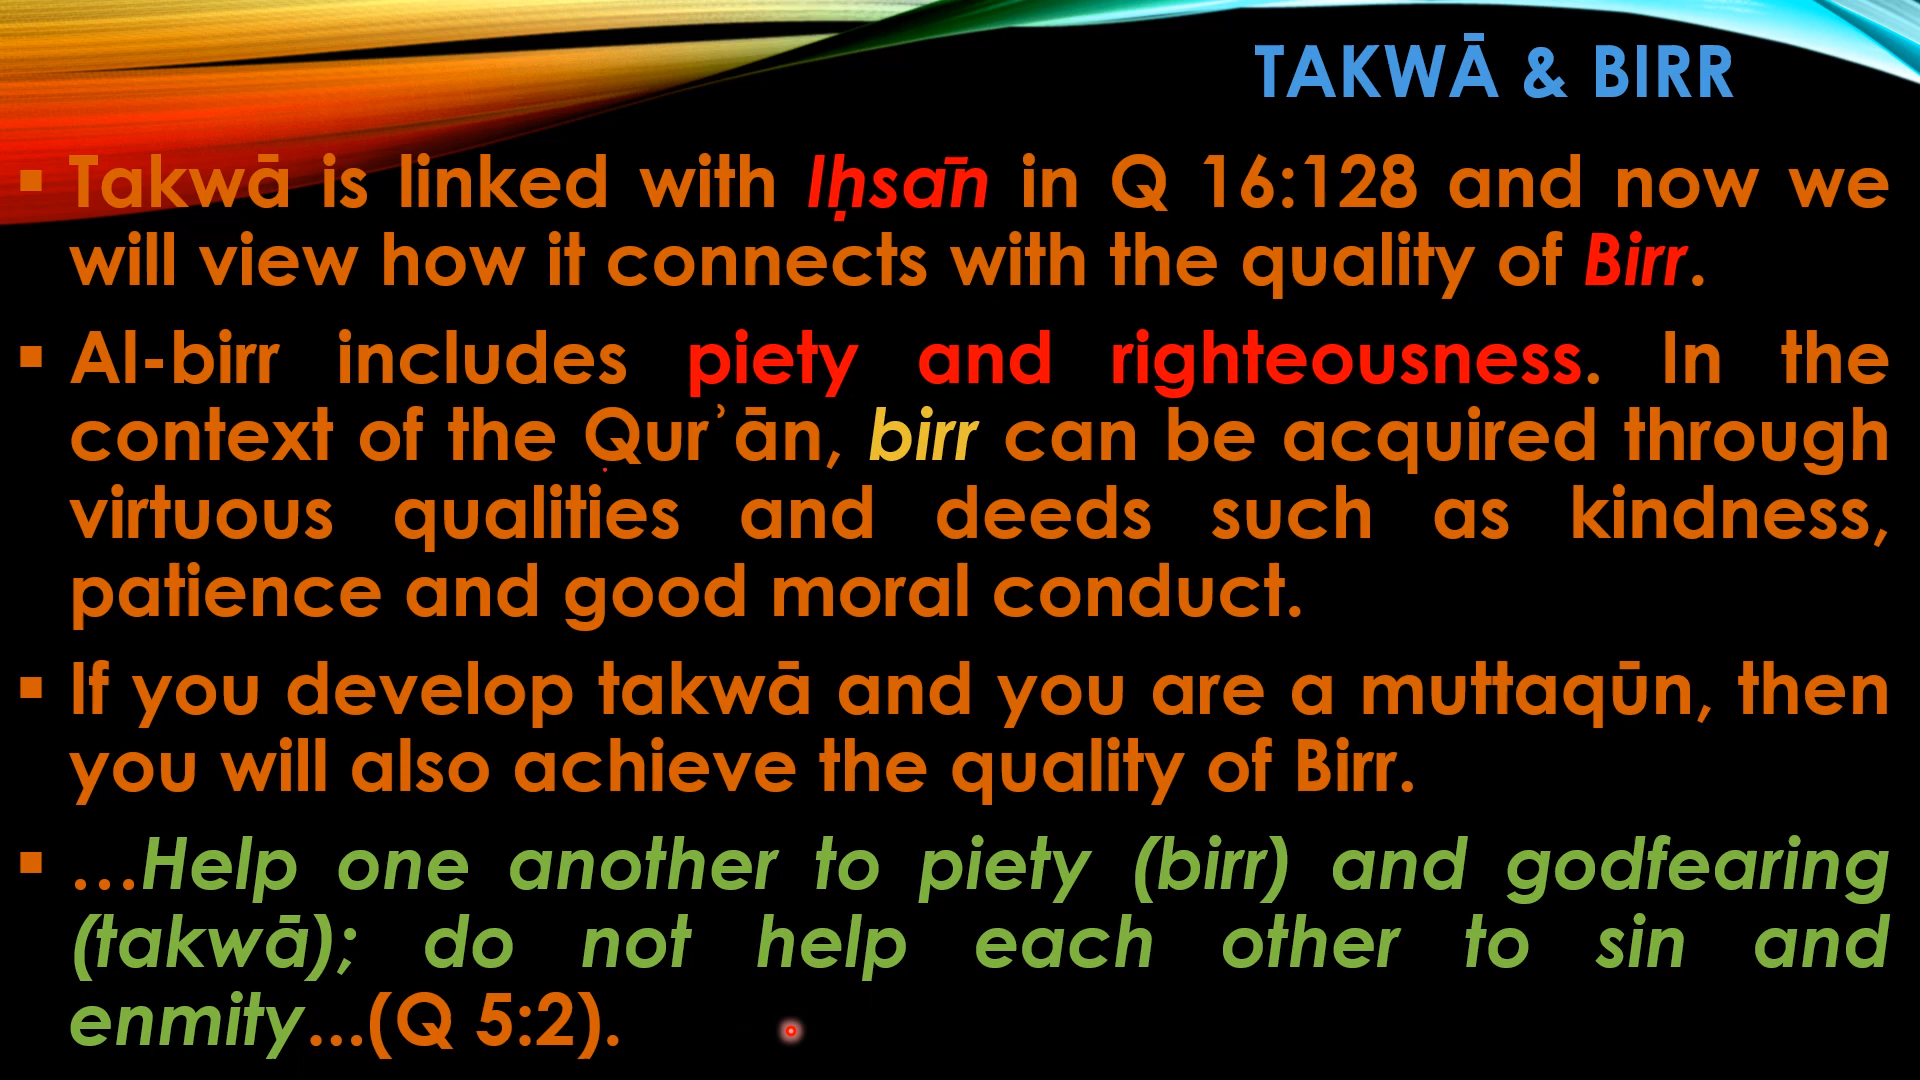 TAKWĀ & BIRR
▪ Takwā is linked with Iḥsān in Q 16:128 and now we
will view how it connects with the quality of Birr.
▪ Al-birr includes piety and righteousness. In the
context of the Qurʾān, birr can be acquired through
virtuous qualities and deeds such as kindness,
patience and good moral conduct.
▪ If you develop takwā and you are a muttaqūn, then
you will also achieve the quality of Birr.
▪ …Help one another to piety (birr) and godfearing
(takwā); do not help each other to sin and
enmity…(Q 5:2).